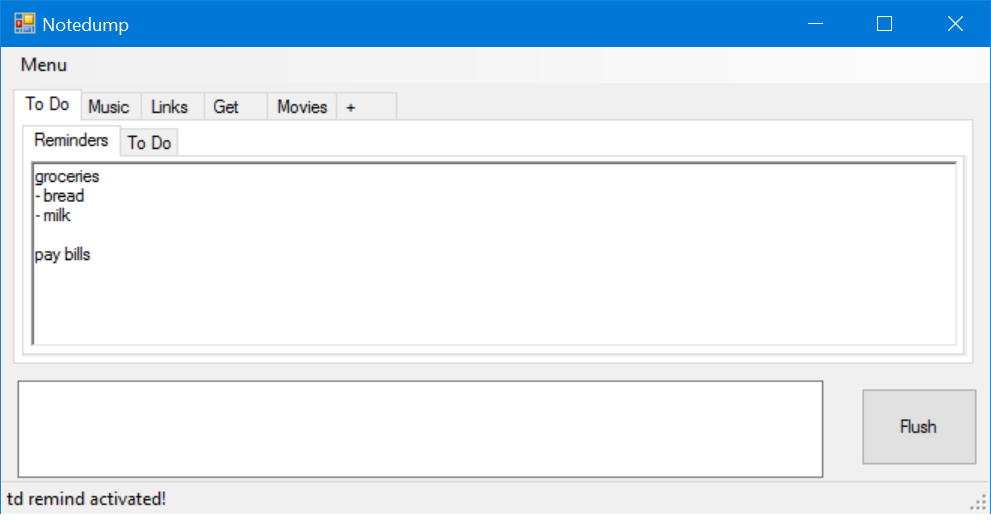 Notedump
Menu
To Do Music Links Get Movies +
Reminders To Do
groceries
- bread
- milk
pay bills
Flush
td remind activated!